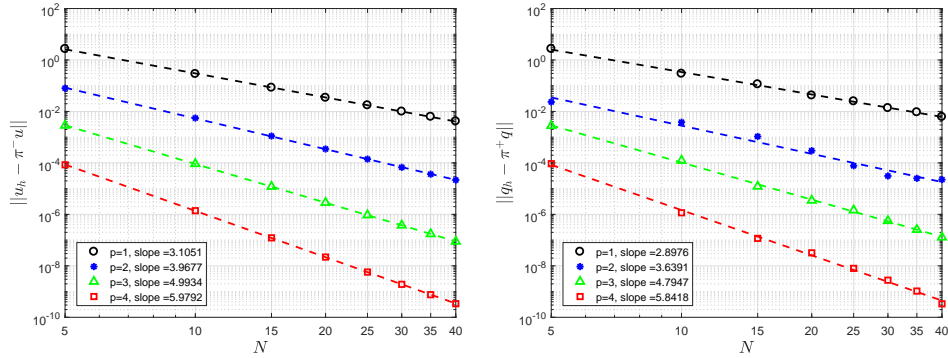 10^2
10^0
10^-2
10^-4
10^-6
10^-8
10^-10
||u_h − π^− u||
p=1, slope =3.1051
p=2, slope =3.9677
p=3, slope =4.9934
p=4, slope =5.9792
5 10 15 20 25 30 35 40
N
10^2
10^0
10^-2
10^-4
10^-6
10^-8
10^-10
||q_h − π^+ q||
p=1, slope =2.8976
p=2, slope =3.6391
p=3, slope =4.7947
p=4, slope =5.8418
5 10 15 20 25 30 35 40
N